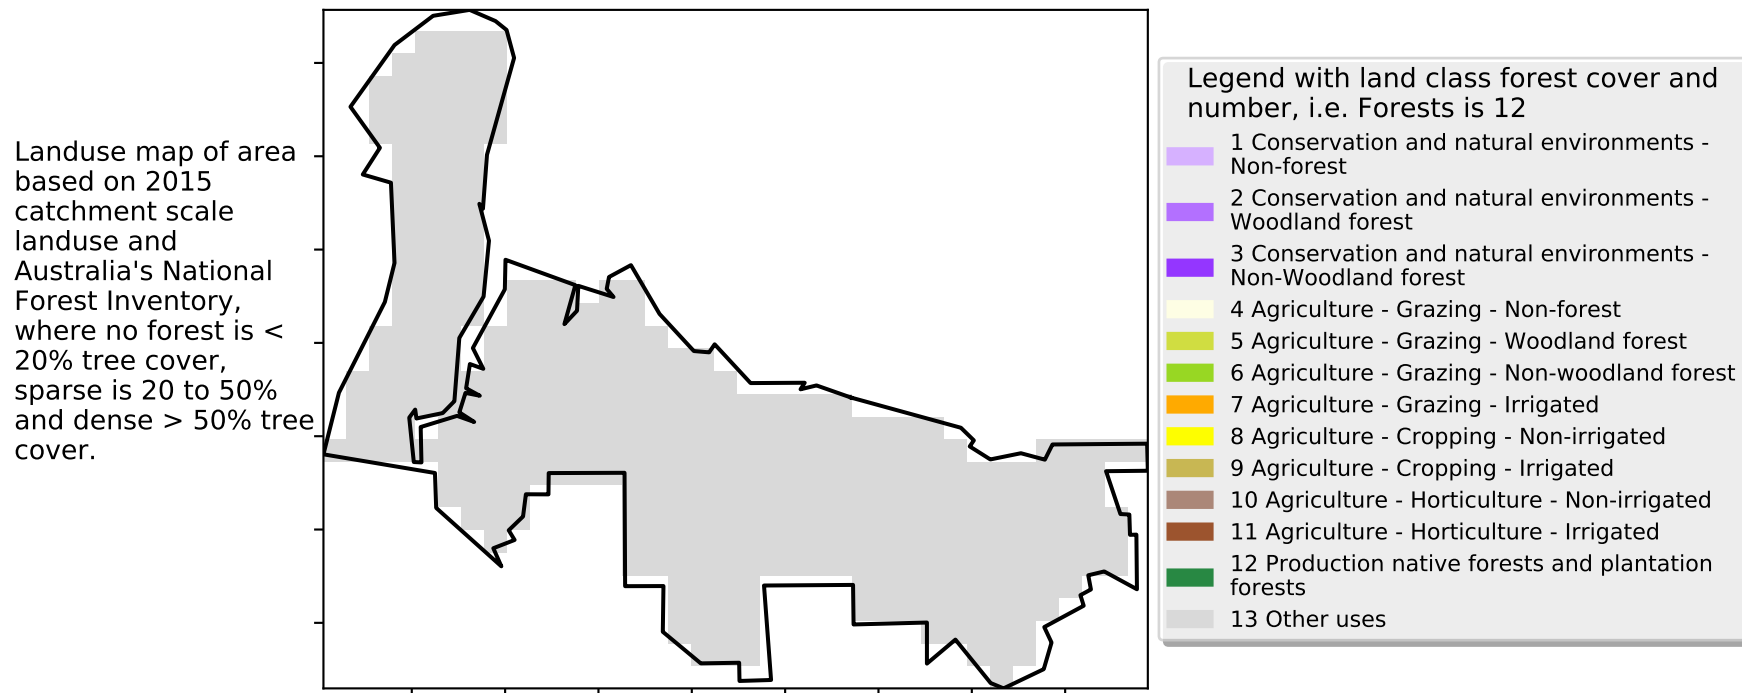 Landuse map of area
based on 2015
catchment scale
landuse and
Australia's National
Forest Inventory,
where no forest is <
20% tree cover,
sparse is 20 to 50%
and dense > 50% tree
cover.
Legend with land class forest cover and
number, i.e. Forests is 12
1 Conservation and natural environments -
Non-forest
2 Conservation and natural environments -
Woodland forest
3 Conservation and natural environments -
Non-Woodland forest
4 Agriculture - Grazing - Non-forest
5 Agriculture - Grazing - Woodland forest
6 Agriculture - Grazing - Non-woodland forest
7 Agriculture - Grazing - Irrigated
8 Agriculture - Cropping - Non-irrigated
9 Agriculture - Cropping - Irrigated
10 Agriculture - Horticulture - Non-irrigated
11 Agriculture - Horticulture - Irrigated
12 Production native forests and plantation
forests
13 Other uses